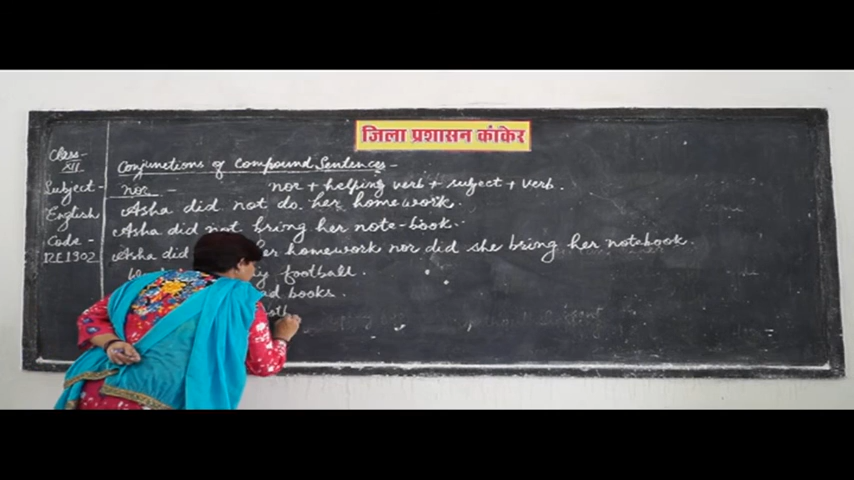 जिला प्रशासन कांकेर
Class-
XII
Subject-
English
Code-
12E1302
Conjunctions of Compound Sentences -
nor - nor + helping verb + subject + verb.
Asha did not do her homework.
Asha did not bring her note-book.
Asha did her homework nor did she bring her notebook.
football.
books.